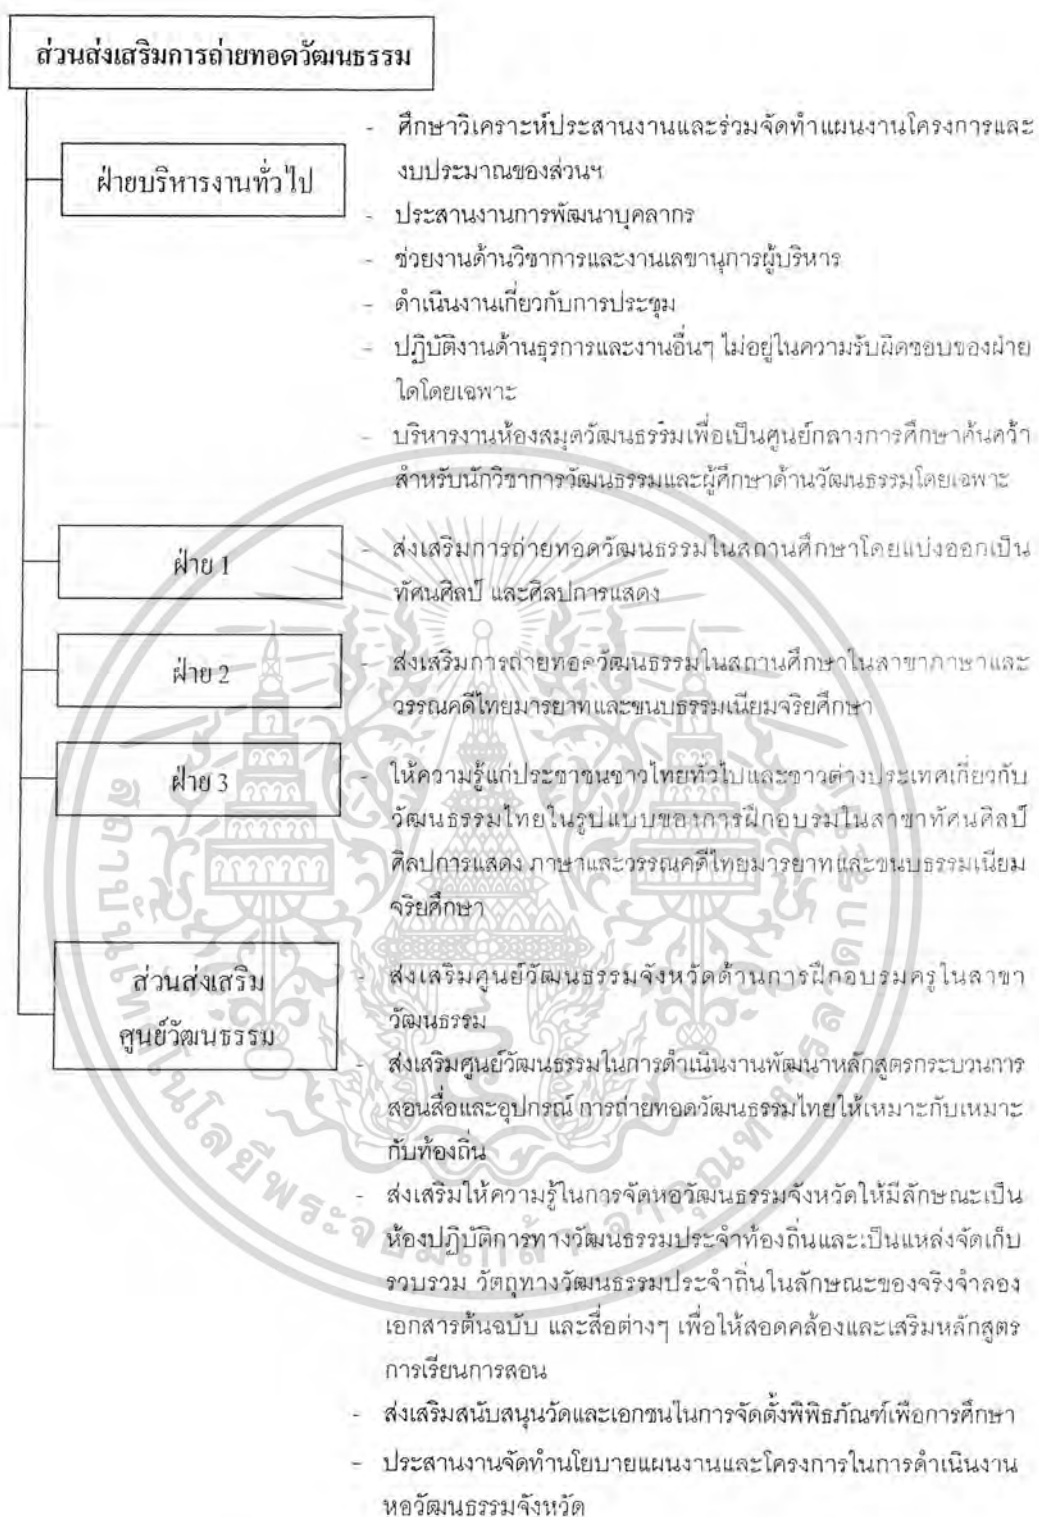 ส่วนส่งเสริมการถ่ายทอดวัฒนธรรม
ฝ่ายบริหารงานทั่วไป
- ศึกษาวิเคราะห์ประสานงานและร่วมจัดทำแผนงานโครงการและ
งบประมาณของส่วนฯ
- ประสานงานการพัฒนาบุคลากร
- ช่วยงานด้านวิชาการและงานเลขานุการผู้บริหาร
- ดำเนินงานเกี่ยวกับการประชุม
- ปฏิบัติงานด้านธุรการและงานอื่นๆ ไม่อยู่ในความรับผิดชอบของฝ่าย
ใดโดยเฉพาะ
- บริหารงานห้องสมุดวัฒนธรรมเพื่อเป็นศูนย์กลางการศึกษาค้นคว้า
สำหรับนักวิชาการวัฒนธรรมและผู้ศึกษาด้านวัฒนธรรมโดยเฉพาะ
ฝ่าย 1
- ส่งเสริมการถ่ายทอดวัฒนธรรมในสถานศึกษาโดยแบ่งออกเป็น
ทัศนศิลป์ และศิลปการแสดง
ฝ่าย 2
- ส่งเสริมการถ่ายทอดวัฒนธรรมในสถานศึกษาในสาขาภาษาและ
วรรณคดีไทยมารยาทและขนบธรรมเนียมจริยศึกษา
ฝ่าย 3
- ให้ความรู้แก่ประชาชนชาวไทยทั่วไปและชาวต่างประเทศเกี่ยวกับ
วัฒนธรรมไทยในรูปแบบของการฝึกอบรมในสาขาทัศนศิลป์
ศิลปการแสดง ภาษาและวรรณคดีไทยมารยาทและขนบธรรมเนียม
จริยศึกษา
ส่วนส่งเสริม
ศูนย์วัฒนธรรม
- ส่งเสริมศูนย์วัฒนธรรมจังหวัดด้านการฝึกอบรมครูในสาขา
วัฒนธรรม
- ส่งเสริมศูนย์วัฒนธรรมในการดำเนินงานพัฒนาหลักสูตรกระบวนการ
สอนสื่อและอุปกรณ์ การถ่ายทอดวัฒนธรรมไทยให้เหมาะกับเหมาะ
กับท้องถิ่น
- ส่งเสริมให้ความรู้ในการจัดหอวัฒนธรรมจังหวัดให้มีลักษณะเป็น
ห้องปฏิบัติการทางวัฒนธรรมประจำท้องถิ่นและเป็นแหล่งจัดเก็บ
รวบรวม วัตถุทางวัฒนธรรมประจำถิ่นในลักษณะของจริงจำลอง
เอกสารต้นฉบับ และสื่อต่างๆ เพื่อให้สอดคล้องและเสริมหลักสูตร
การเรียนการสอน
- ส่งเสริมสนับสนุนวัดและเอกชนในการจัดตั้งพิพิธภัณฑ์เพื่อการศึกษา
- ประสานงานจัดทำนโยบายแผนงานและโครงการในการดำเนินงาน
หอวัฒนธรรมจังหวัด
สถาบันเทคโนโลยีพระจอมเกล้าเจ้าคุณทหารลาดกระบัง